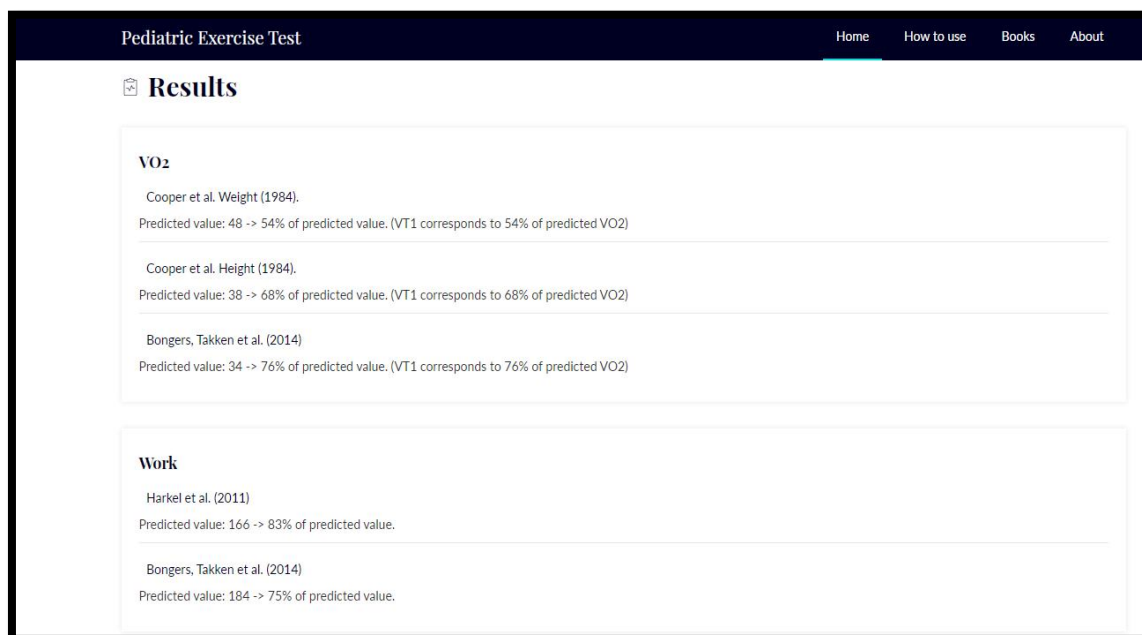 Pediatric Exercise Test
Home How to use Books About
Results
VO2
Cooper et al. Weight (1984).
Predicted value: 48 -> 54% of predicted value. (VT1 corresponds to 54% of predicted VO2)
Cooper et al. Height (1984).
Predicted value: 38 -> 68% of predicted value. (VT1 corresponds to 68% of predicted VO2)
Bongers, Takken et al. (2014)
Predicted value: 34 -> 76% of predicted value. (VT1 corresponds to 76% of predicted VO2)
Work
Harkel et al. (2011)
Predicted value: 166 -> 83% of predicted value.
Bongers, Takken et al. (2014)
Predicted value: 184 -> 75% of predicted value.